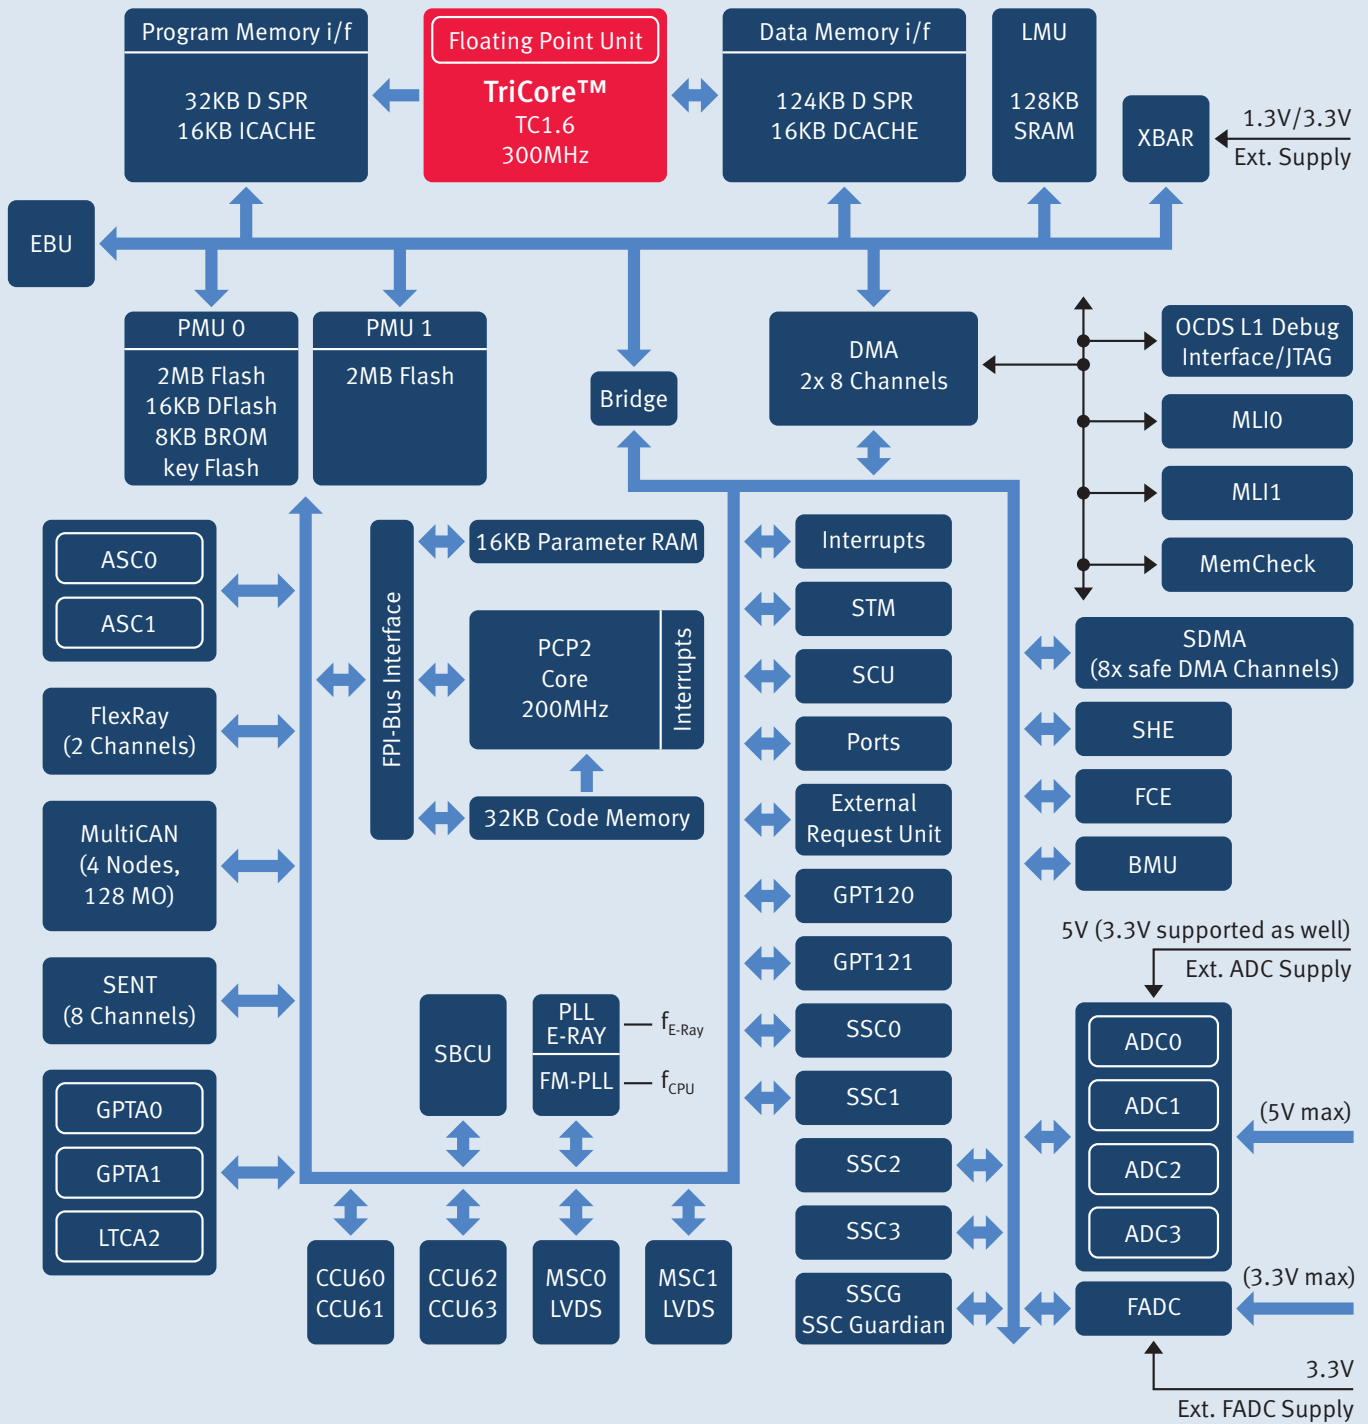 Program Memory i/f
32KB D SPR
16KB ICACHE
Floating Point Unit
TriCore™
TC1.6
300MHz
Data Memory i/f
124KB D SPR
16KB DCACHE
LMU
128KB
SRAM
XBAR
1.3V/3.3V
Ext. Supply
EBU
PMU 0
2MB Flash
16KB DFlash
8KB BROM
key Flash
PMU 1
2MB Flash
Bridge
DMA
2x 8 Channels
OCDS L1 Debug
Interface/JTAG
MLI0
MLI1
MemCheck
ASC0
ASC1
FlexRay
(2 Channels)
MultiCAN
(4 Nodes,
128 MO)
SENT
(8 Channels)
GPTA0
GPTA1
LTCA2
FPI-Bus Interface
16KB Parameter RAM
PCP2
Core
200MHz
Interrupts
32KB Code Memory
SBCU
PLL
E-RAY
f E-Ray
FM-PLL
f CPU
CCU60
CCU61
CCU62
CCU63
MSC0
LVDS
MSC1
LVDS
Interrupts
STM
SCU
Ports
External
Request Unit
GPT120
GPT121
SSC0
SSC1
SSC2
SSC3
SSCG
SSC Guardian
SDMA
(8x safe DMA Channels)
SHE
FCE
BMU
5V (3.3V supported as well)
Ext. ADC Supply
ADC0
ADC1
ADC2
ADC3
(5V max)
FADC
(3.3V max)
3.3V
Ext. FADC Supply